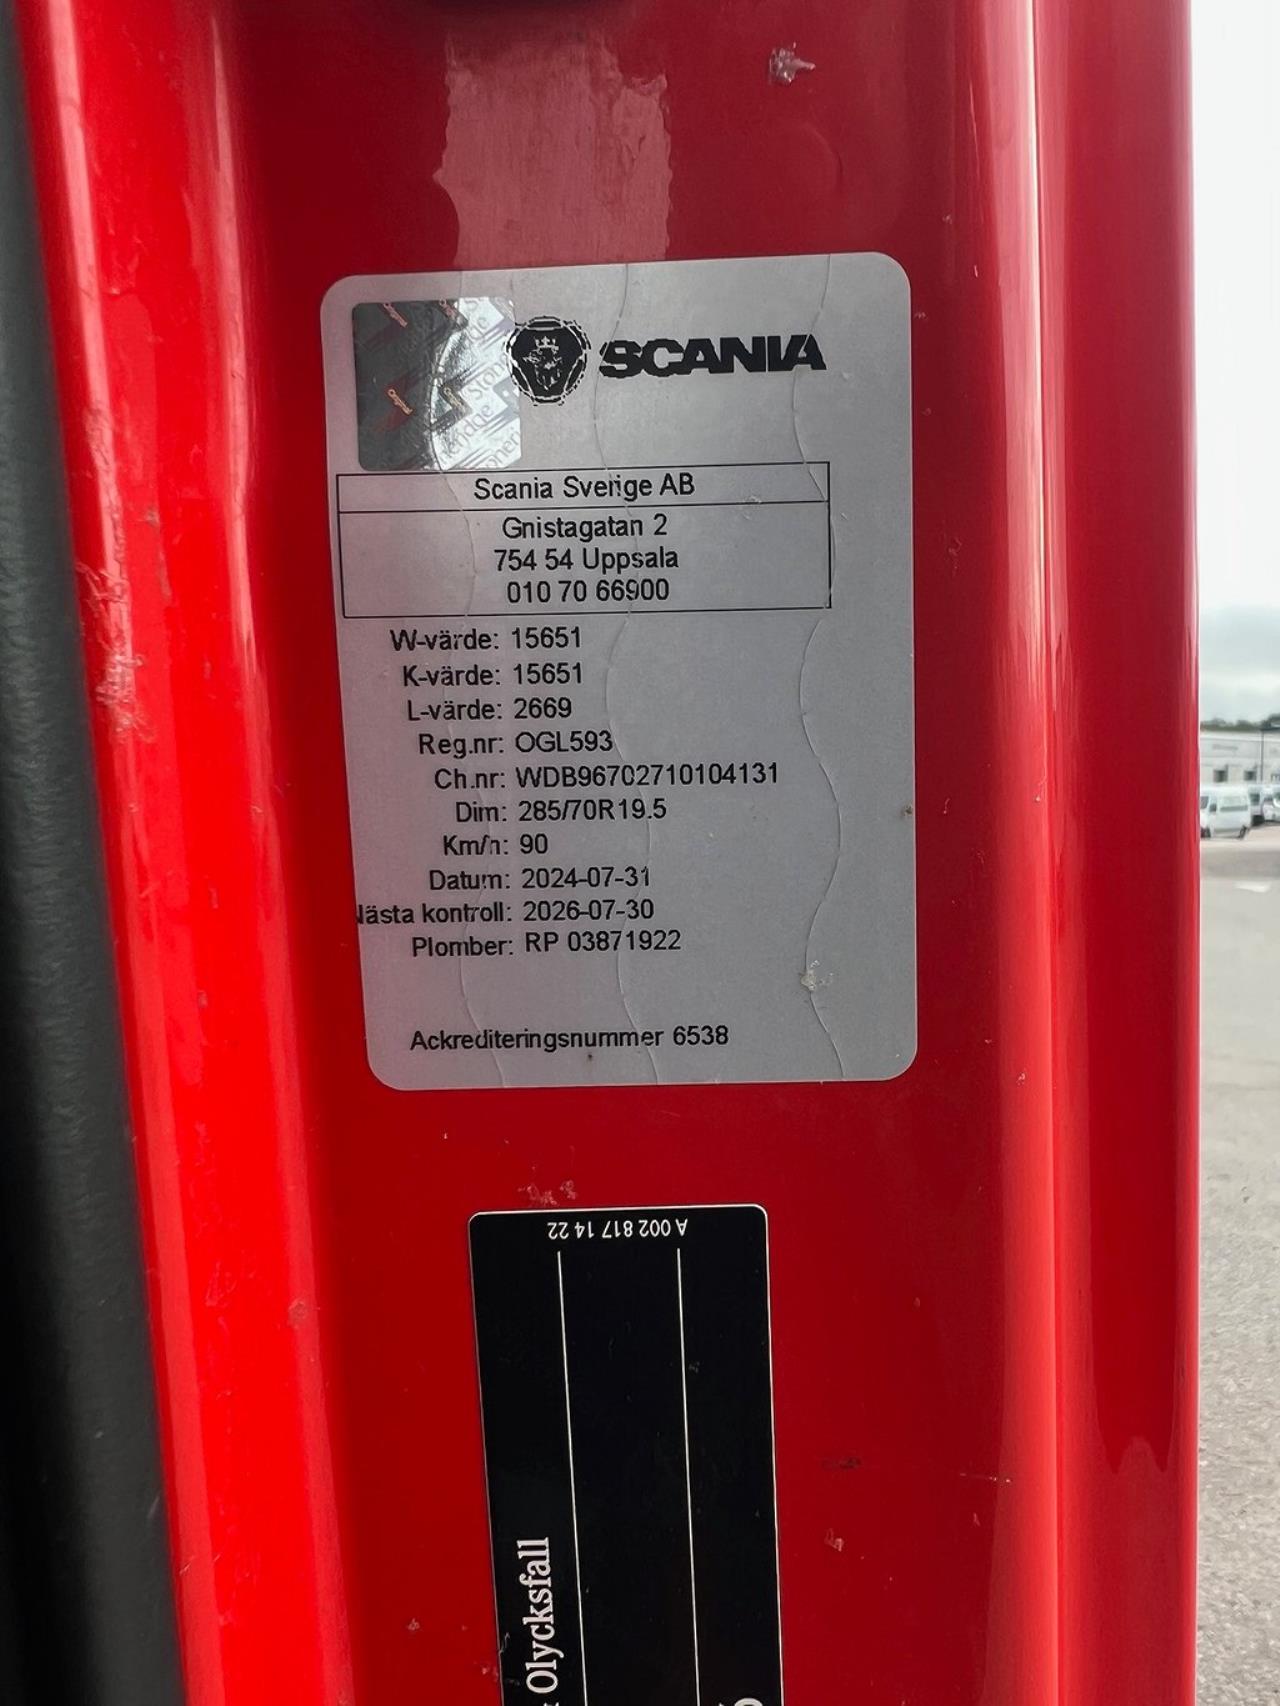 SCANIA
Scania Sverige AB
Gnistagatan 2
754 54 Uppsala
010 70 66900
W-värde: 15651
K-värde: 15651
L-värde: 2669
Reg.nr: OGL593
Ch.nr: WDB96702710104131
Dim: 285/70R19.5
Km/h: 90
Datum: 2024-07-31
Nästa kontroll: 2026-07-30
Plomber: RP 03871922
Ackrediteringsnummer 6538
A 002 817 14 22
Olycksfall